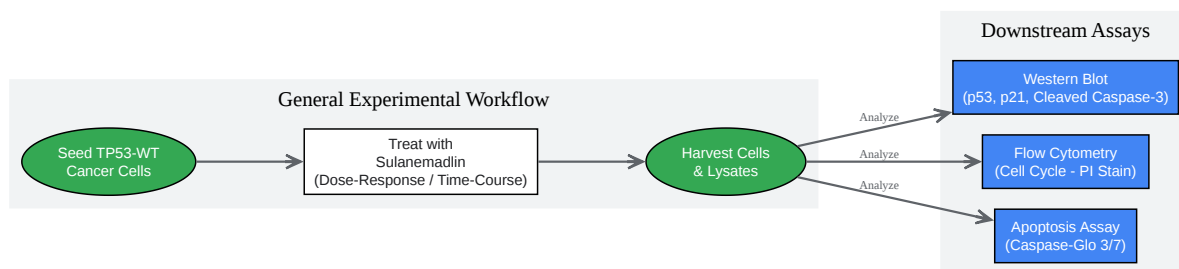 Downstream Assays
General Experimental Workflow
Seed TP53-WT
Cancer Cells
Treat with
Sulanemadlin
(Dose-Response / Time-Course)
Harvest Cells
& Lysates
Analyze
Analyze
Analyze
Western Blot
(p53, p21, Cleaved Caspase-3)
Flow Cytometry
(Cell Cycle - PI Stain)
Apoptosis Assay
(Caspase-Glo 3/7)